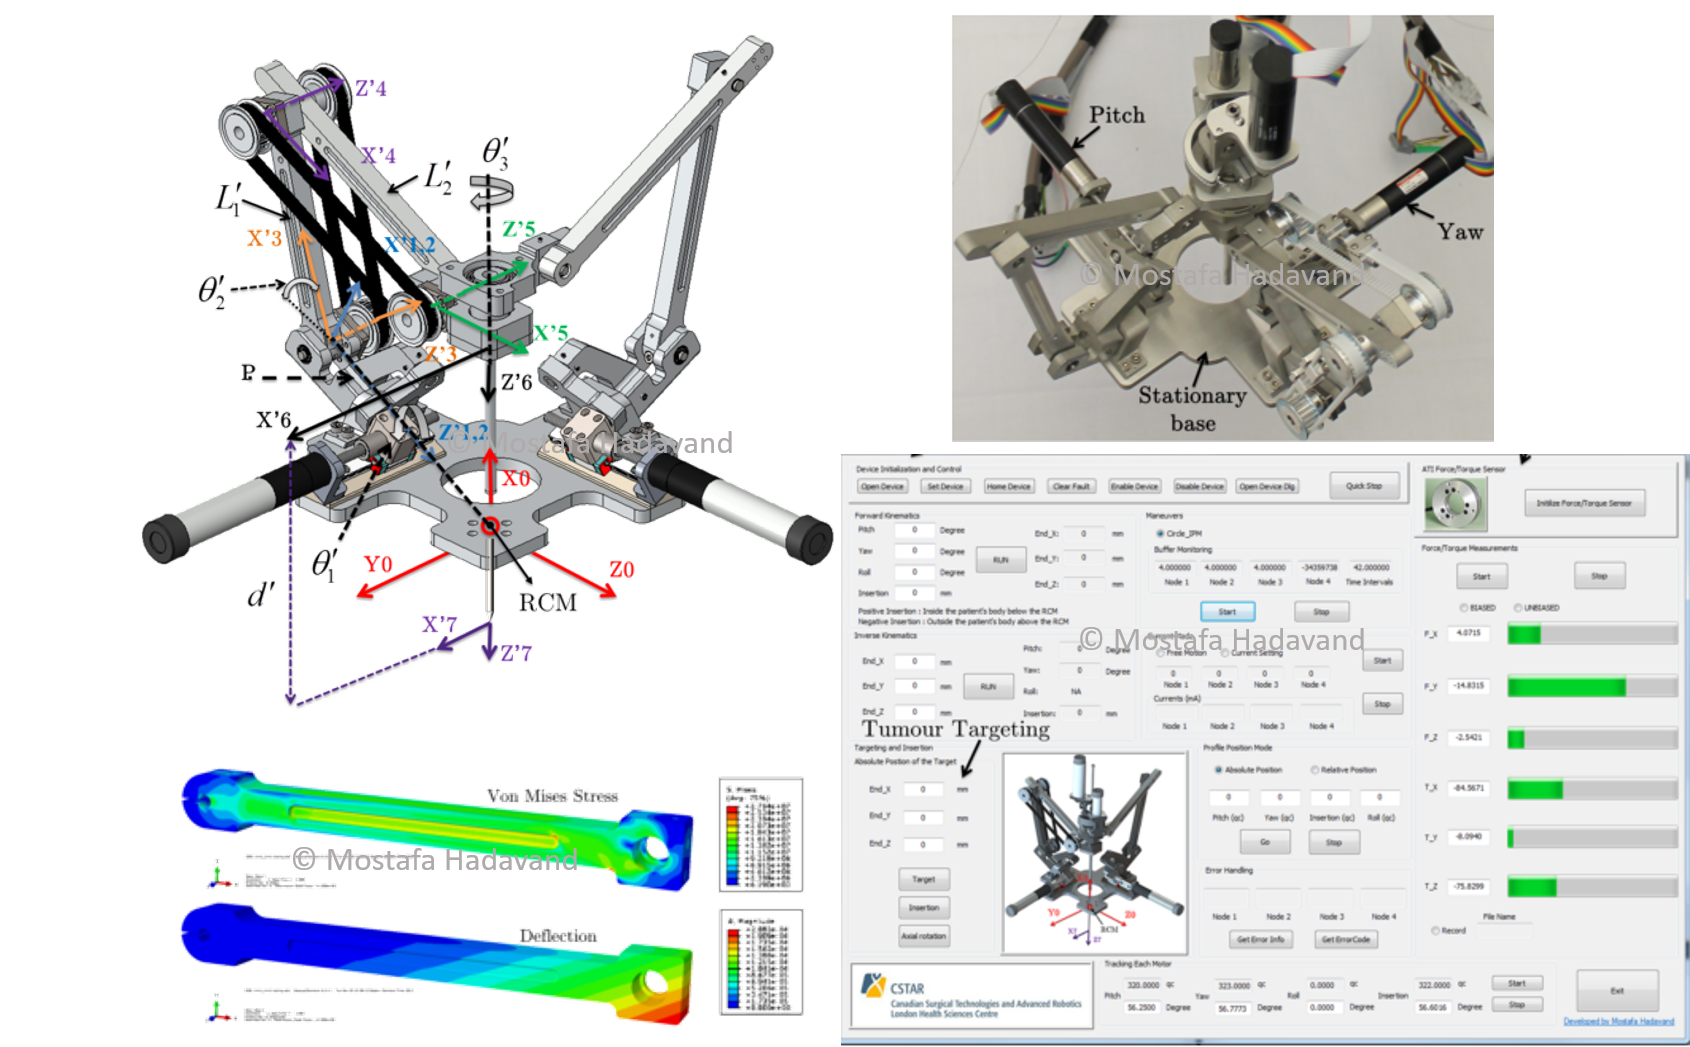 Z'4
X'4
θ'3
L'2
L'1
X'3
X'1,2
Z'5
θ'2
X'5
Z'3
P
Z'6
X'6
Z'1,2
© Mostafa Hadavand
X0
θ'1
Y0
Z0
d'
RCM
X'7
Z'7
Von Mises Stress
© Mostafa Hadavand
Deflection
Pitch
Yaw
© Mostafa Hadavand
Stationary
base
Device Initialization and Control
Open Device Set Device Home Device Clear Fault Enable Device Disable Device Open Device Dlg Quick Stop
Forward Kinematics
Pitch 0 Degree
Yaw 0 Degree
Roll 0 Degree
Insertion 0 mm
RUN
End_X: 0 mm
End_Y: 0 mm
End_Z: 0 mm
Positive Insertion : Inside the patient's body below the RCM
Negative Insertion : Outside the patient's body above the RCM
Inverse Kinematics
End_X 0 mm
End_Y 0 mm
End_Z 0 mm
RUN
Pitch: 0 Degree
Yaw: 0 Degree
Roll: NA
Insertion: 0 mm
Tumour Targeting
Targeting and Insertion
Absolute Postion of the Target
End_X 0 mm
End_Y 0 mm
End_Z 0 mm
Target
Insertion
Axial rotation
X0
Y0
Z0
RCM
Maneuvers
Circle_IPM
Buffer Monitoring
4.000000 4.000000 4.000000 -34359738 42.000000
Node 1 Node 2 Node 3 Node 4 Time Intervals
Start Stop
© Mostafa Hadavand
Free Motion Current Setting
0 0 0 0
Node 1 Node 2 Node 3 Node 4
Start
Currents (mA)
Stop
Node 1 Node 2 Node 3 Node 4
Profile Position Mode
Absolute Position Relative Position
0 0 0 0
Pitch (qc) Yaw (qc) Insertion (qc) Roll (qc)
Go Stop
Error Handling
Node 1 Node 2 Node 3 Node 4
Get Error Info Get ErrorCode
ATI Force/Torque Sensor
Initilize Force/Torque Sensor
Force/Torque Measurements
Start Stop
BIASED UNBIASED
F_X 4.0715
F_Y -14.8315
F_Z -2.5421
T_X -84.5671
T_Y -8.0940
T_Z -75.8299
File Name
Record
CSTAR
Canadian Surgical Technologies and Advanced Robotics
London Health Sciences Centre
Tracking Each Motor
Pitch 320.0000 qc Yaw 323.0000 qc Roll 0.0000 qc Insertion 322.0000 qc Start
56.2500 Degree 56.7773 Degree 0.0000 Degree 56.6016 Degree Stop
Exit
Developed by Mostafa Hadavand